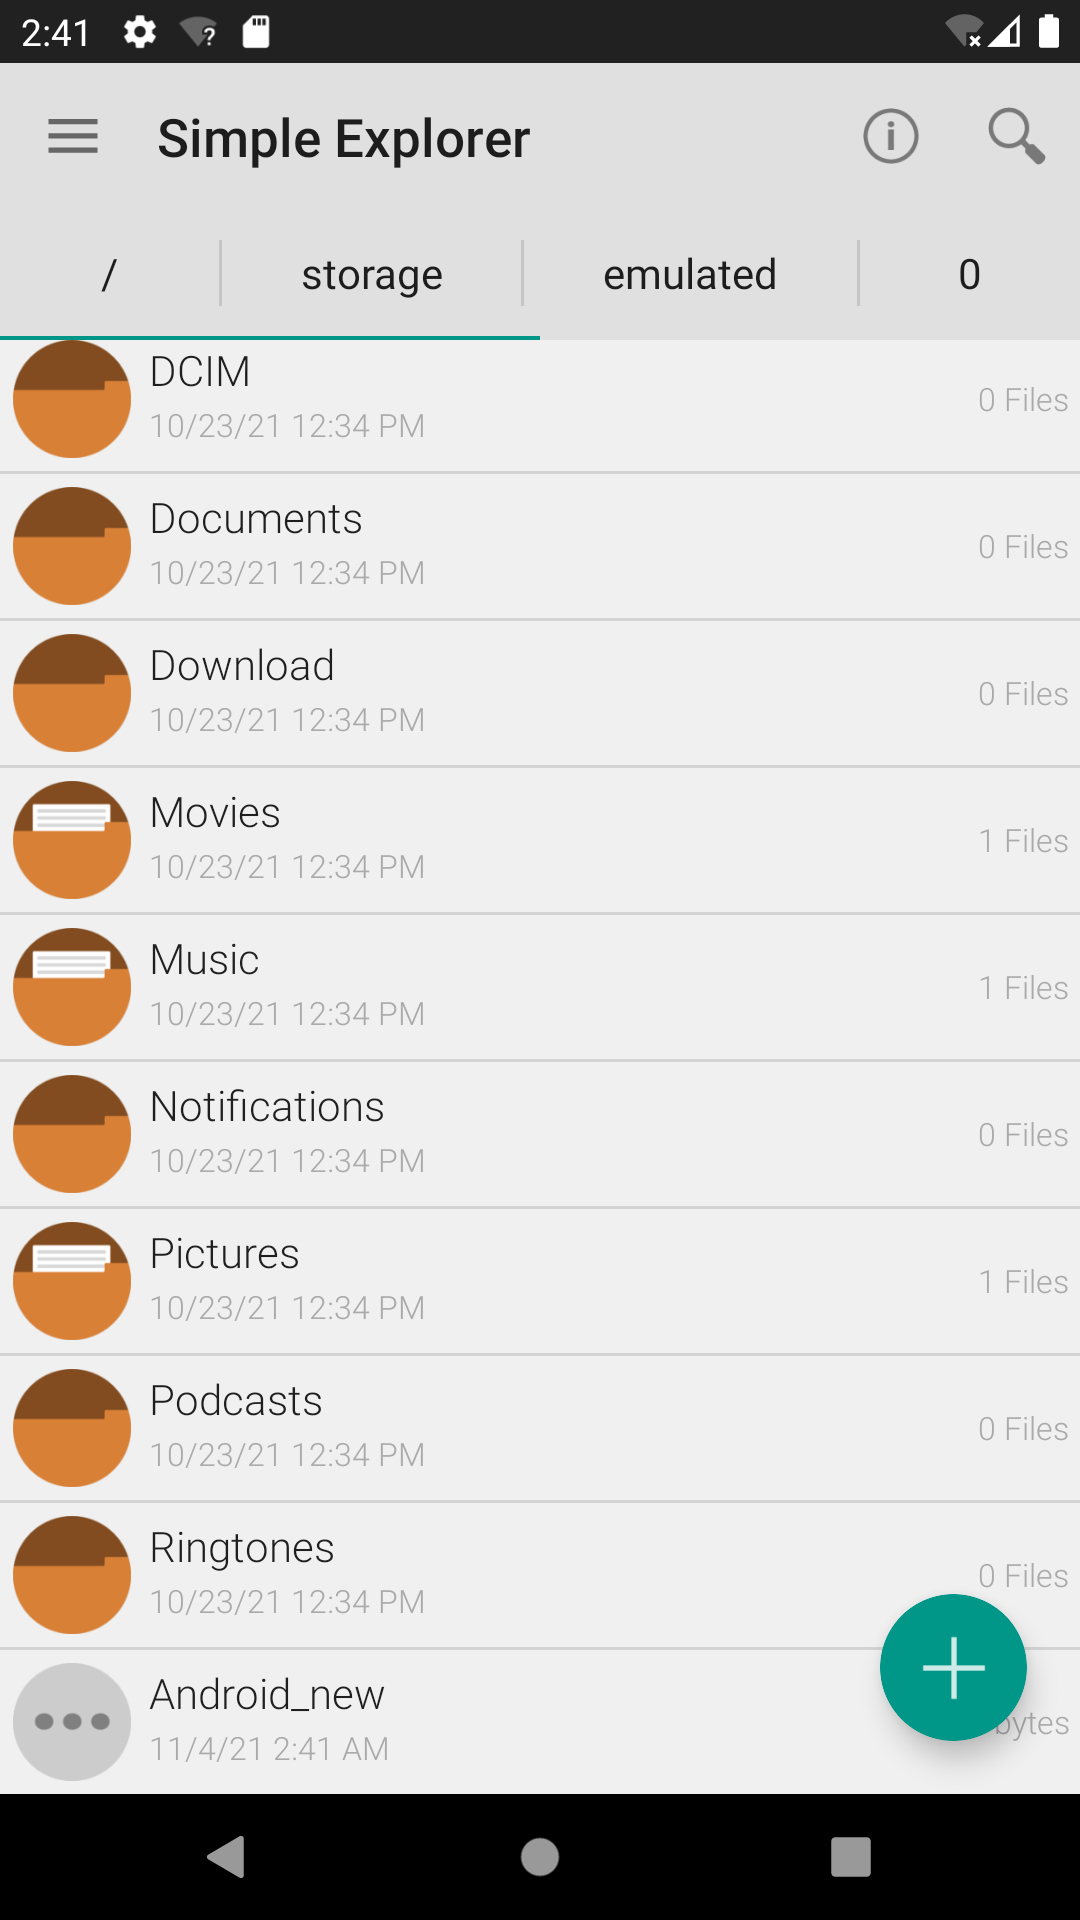 2:41
Simple Explorer
/ storage emulated 0
DCIM
10/23/21 12:34 PM
0 Files
Documents
10/23/21 12:34 PM
0 Files
Download
10/23/21 12:34 PM
0 Files
Movies
10/23/21 12:34 PM
1 Files
Music
10/23/21 12:34 PM
1 Files
Notifications
10/23/21 12:34 PM
0 Files
Pictures
10/23/21 12:34 PM
1 Files
Podcasts
10/23/21 12:34 PM
0 Files
Ringtones
10/23/21 12:34 PM
0 Files
Android_new
11/4/21 2:41 AM
bytes